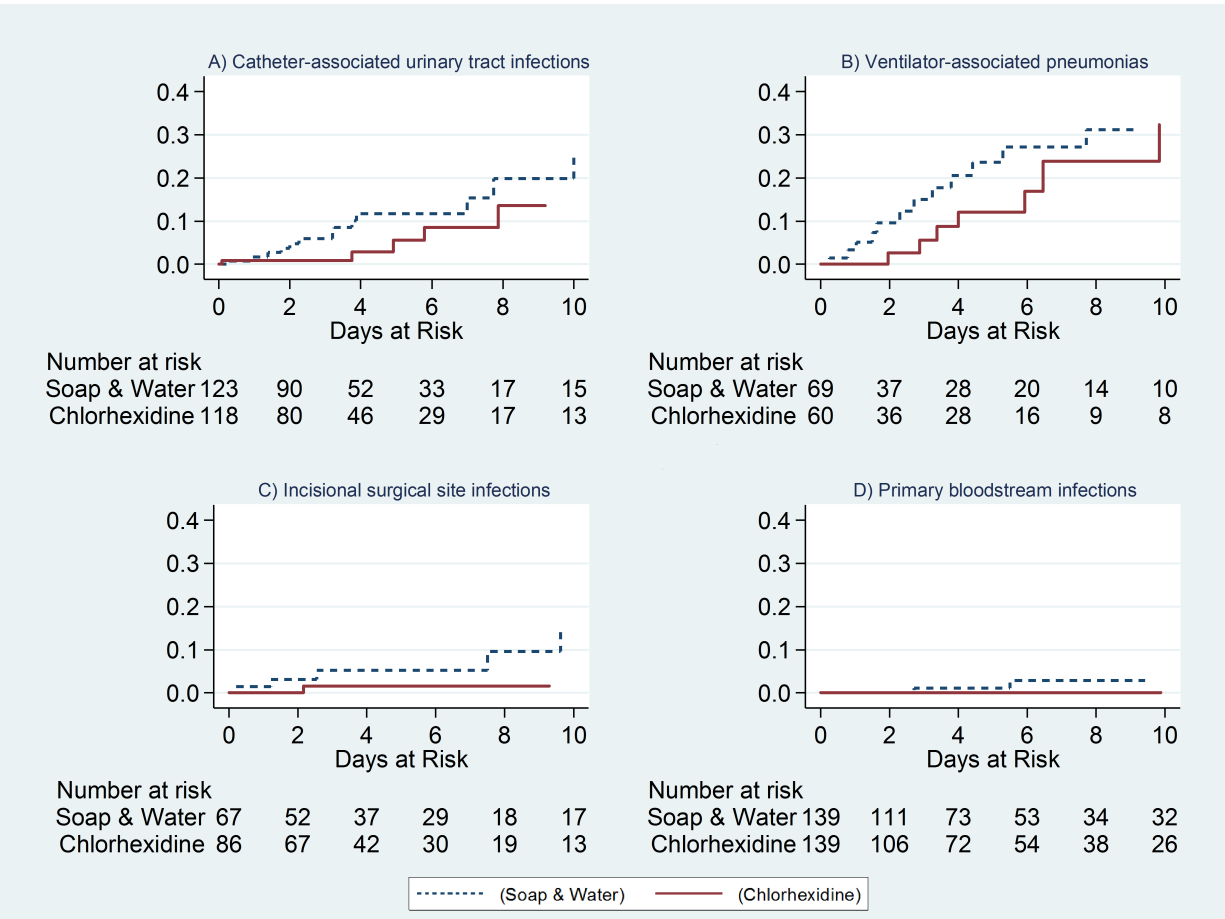 A) Catheter-associated urinary tract infections
0.4
0.3
0.2
0.1
0.0
0 2 4 6 8 10
Days at Risk
Number at risk
Soap & Water 123 90 52 33 17 15
Chlorhexidine 118 80 46 29 17 13
B) Ventilator-associated pneumonias
0.4
0.3
0.2
0.1
0.0
0 2 4 6 8 10
Days at Risk
Number at risk
Soap & Water 69 37 28 20 14 10
Chlorhexidine 60 36 28 16 9 8
C) Incisional surgical site infections
0.4
0.3
0.2
0.1
0.0
0 2 4 6 8 10
Days at Risk
Number at risk
Soap & Water 67 52 37 29 18 17
Chlorhexidine 86 67 42 30 19 13
D) Primary bloodstream infections
0.4
0.3
0.2
0.1
0.0
0 2 4 6 8 10
Days at Risk
Number at risk
Soap & Water 139 111 73 53 34 32
Chlorhexidine 139 106 72 54 38 26
(Soap & Water) (Chlorhexidine)